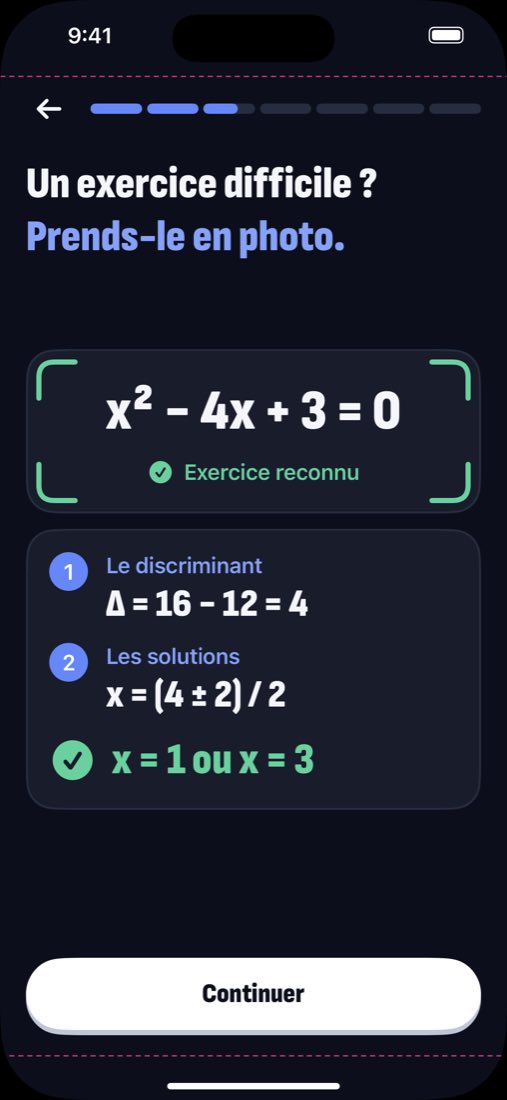 9:41
Un exercice difficile ?
Prends-le en photo.
x² – 4x + 3 = 0
Exercice reconnu
1 Le discriminant
Δ = 16 – 12 = 4
2 Les solutions
x = (4 ± 2) / 2
x = 1 ou x = 3
Continuer